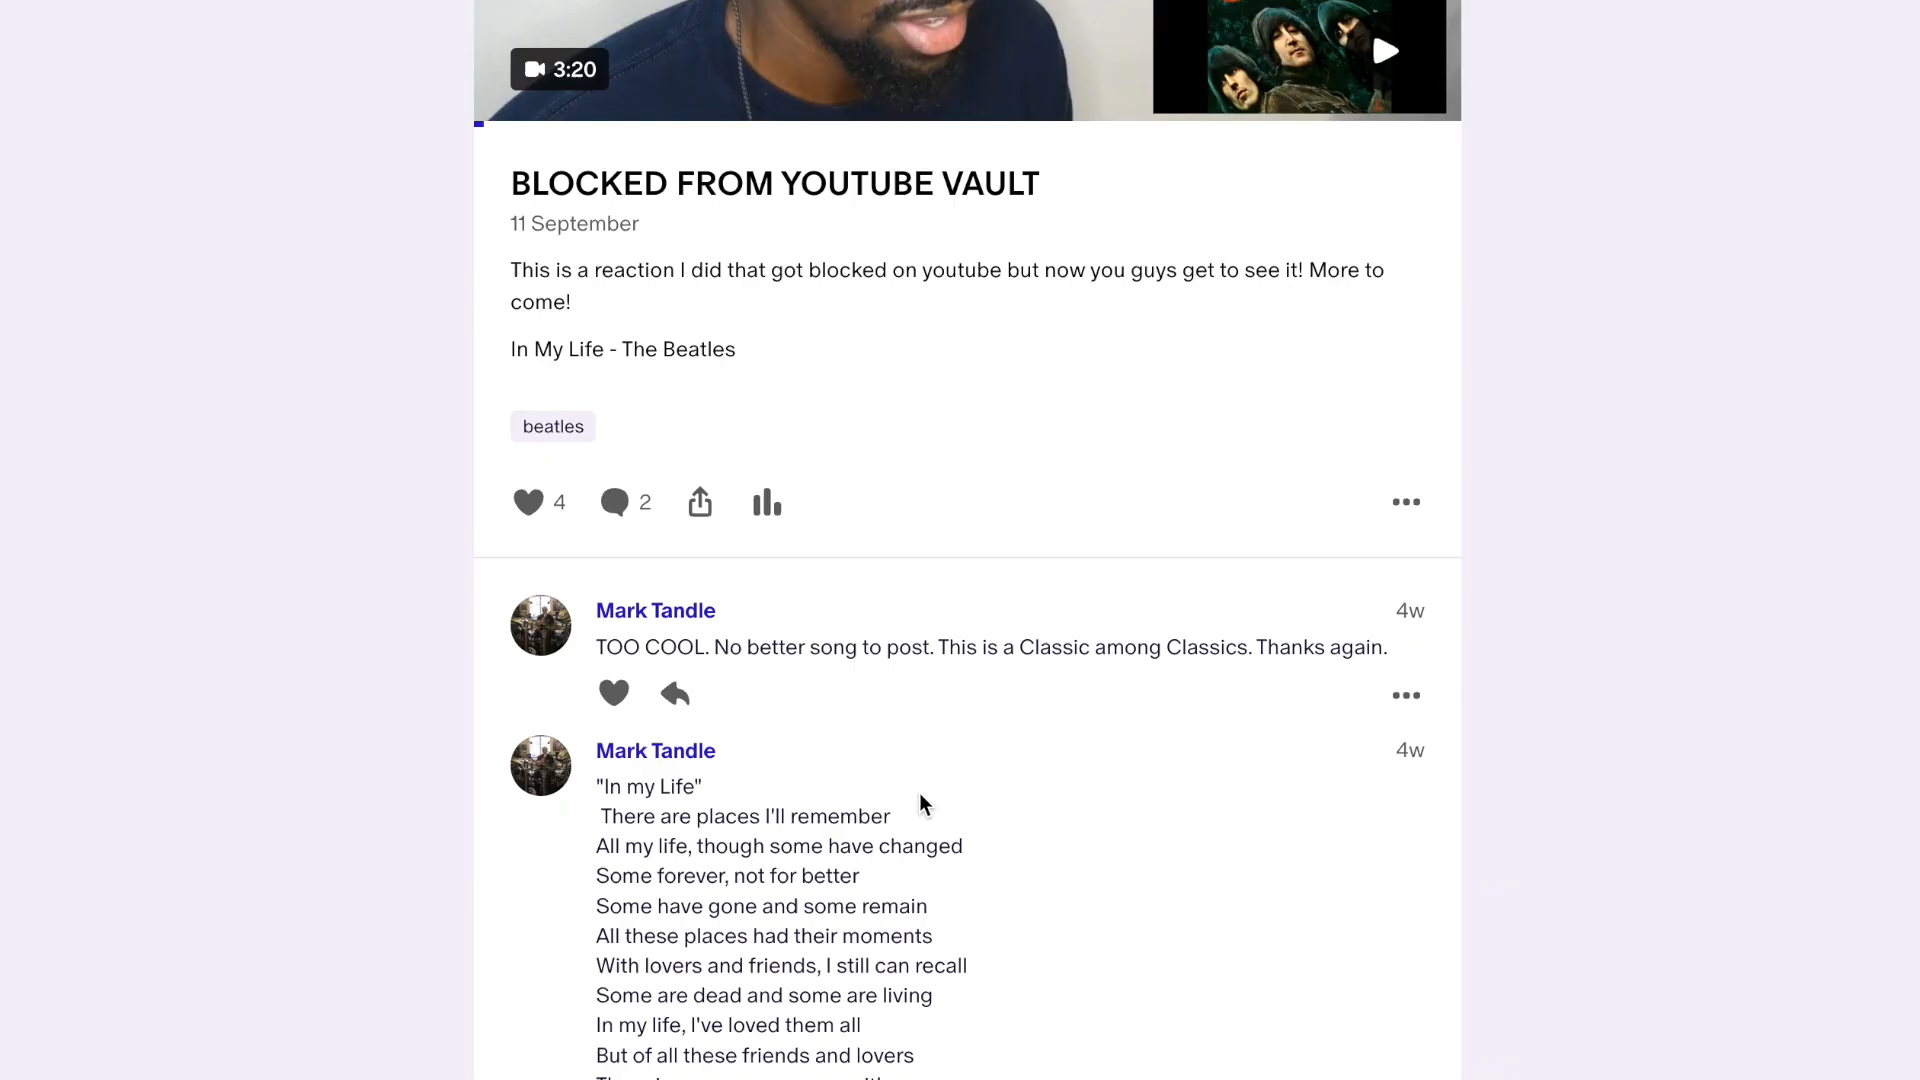 3:20
BLOCKED FROM YOUTUBE VAULT
11 September
This is a reaction I did that got blocked on youtube but now you guys get to see it! More to
come!
In My Life - The Beatles
beatles
4 2
Mark Tandle 4w
TOO COOL. No better song to post. This is a Classic among Classics. Thanks again.
Mark Tandle 4w
"In my Life"
There are places I'll remember
All my life, though some have changed
Some forever, not for better
Some have gone and some remain
All these places had their moments
With lovers and friends, I still can recall
Some are dead and some are living
In my life, I've loved them all
But of all these friends and lovers